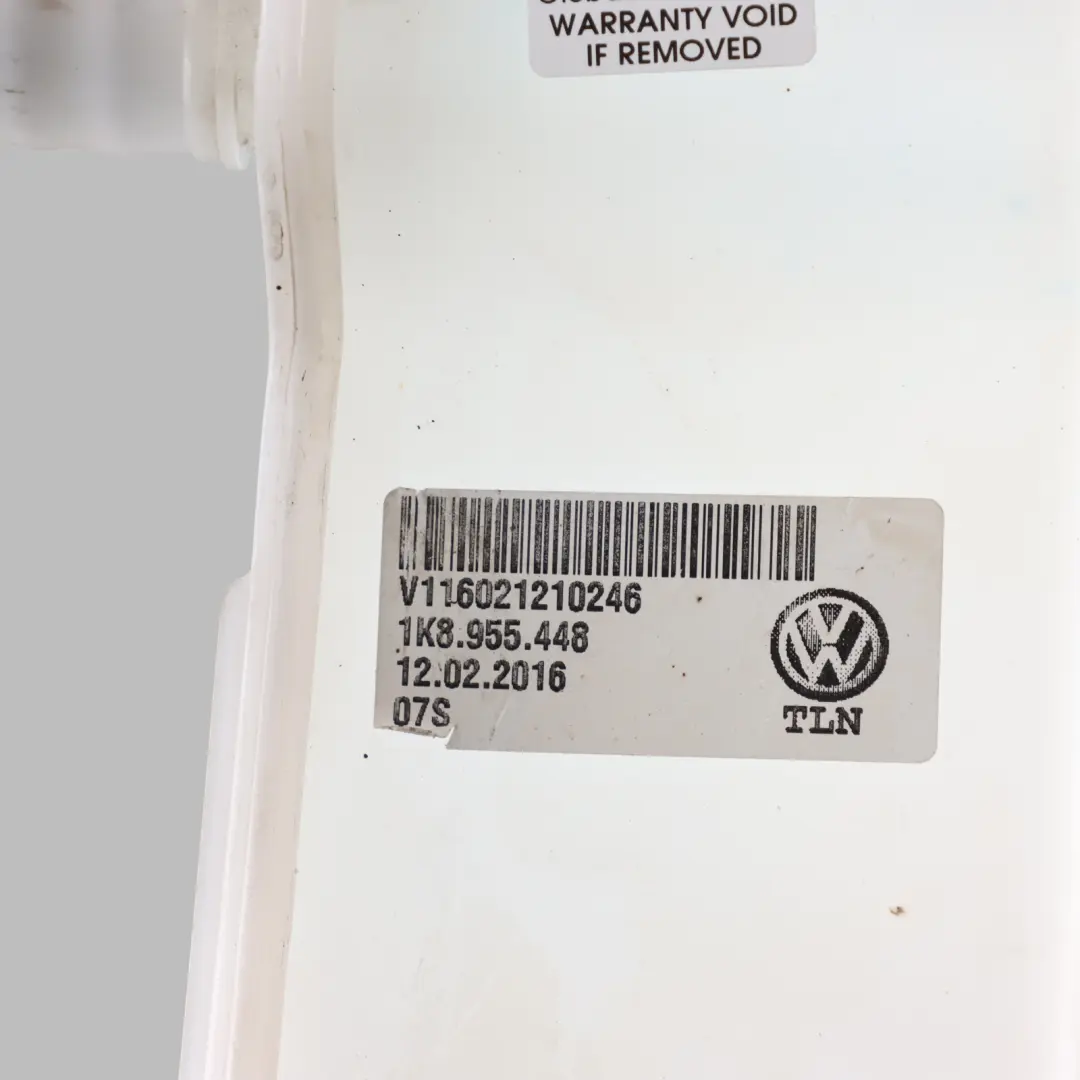 WARRANTY VOID
IF REMOVED
V116021210246
1K8.955.448
12.02.2016
07S
TLN